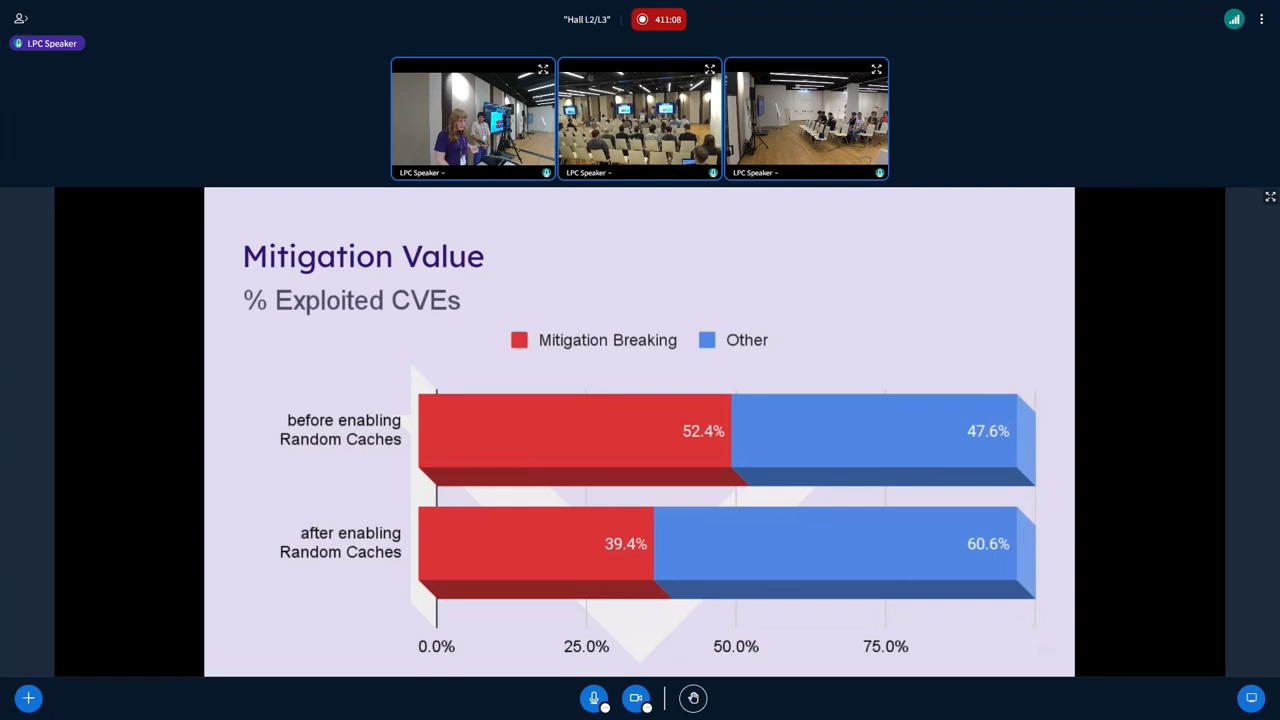 "Hall L2/L3"
411:08
LPC Speaker
LPC Speaker
LPC Speaker
LPC Speaker
Mitigation Value
% Exploited CVEs
Mitigation Breaking
Other
before enabling
Random Caches
52.4%
47.6%
after enabling
Random Caches
39.4%
60.6%
0.0%
25.0%
50.0%
75.0%